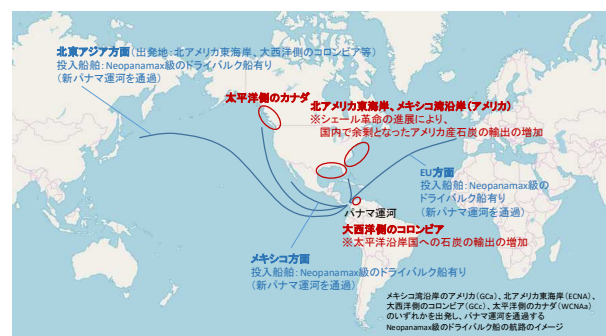 北東アジア方面(出発地:北アメリカ東海岸、大西洋側のコロンビア等)
投入船舶:Neopanamax級のドライバルク船有り
(新パナマ運河を通過)
太平洋側のカナダ
北アメリカ東海岸、メキシコ湾沿岸(アメリカ)
※シェール革命の進展により、
国内で余剰となったアメリカ産石炭の輸出の増加
EU方面
投入船舶:Neopanamax級の
ドライバルク船有り
(新パナマ運河を通過)
パナマ運河
大西洋側のコロンビア
※太平洋沿岸国への石炭の輸出の増加
メキシコ方面
投入船舶:Neopanamax級のドライバルク船有り
(新パナマ運河を通過)
メキシコ湾沿岸のアメリカ(GCa)、北アメリカ東海岸(ECNA)、
大西洋側のコロンビア(GCc)、太平洋側のカナダ(WCNAa)
のいずれかを出発し、パナマ運河を通過する
Neopanamax級のドライバルク船の航路のイメージ